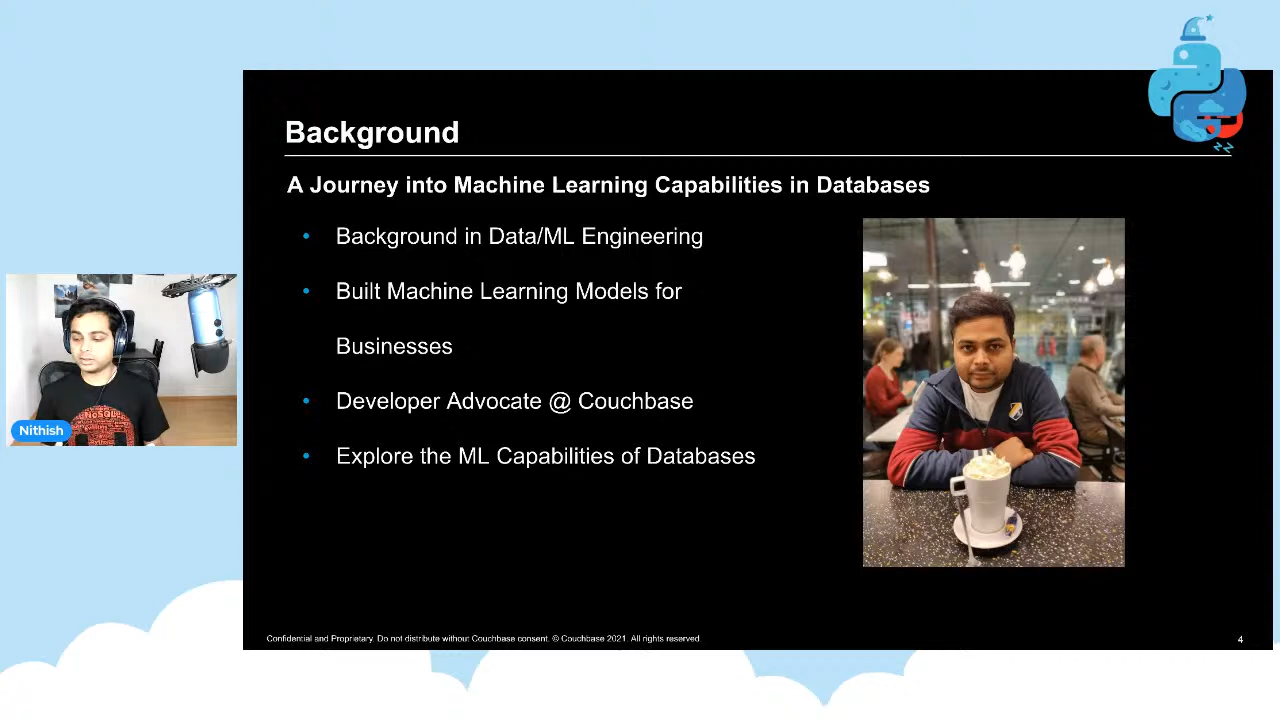 Background
A Journey into Machine Learning Capabilities in Databases
• Background in Data/ML Engineering
• Built Machine Learning Models for
Businesses
• Developer Advocate @ Couchbase
• Explore the ML Capabilities of Databases
NoSQL
Nithish
Confidential and Proprietary. Do not distribute without Couchbase consent. © Couchbase 2021. All rights reserved.
4
zz